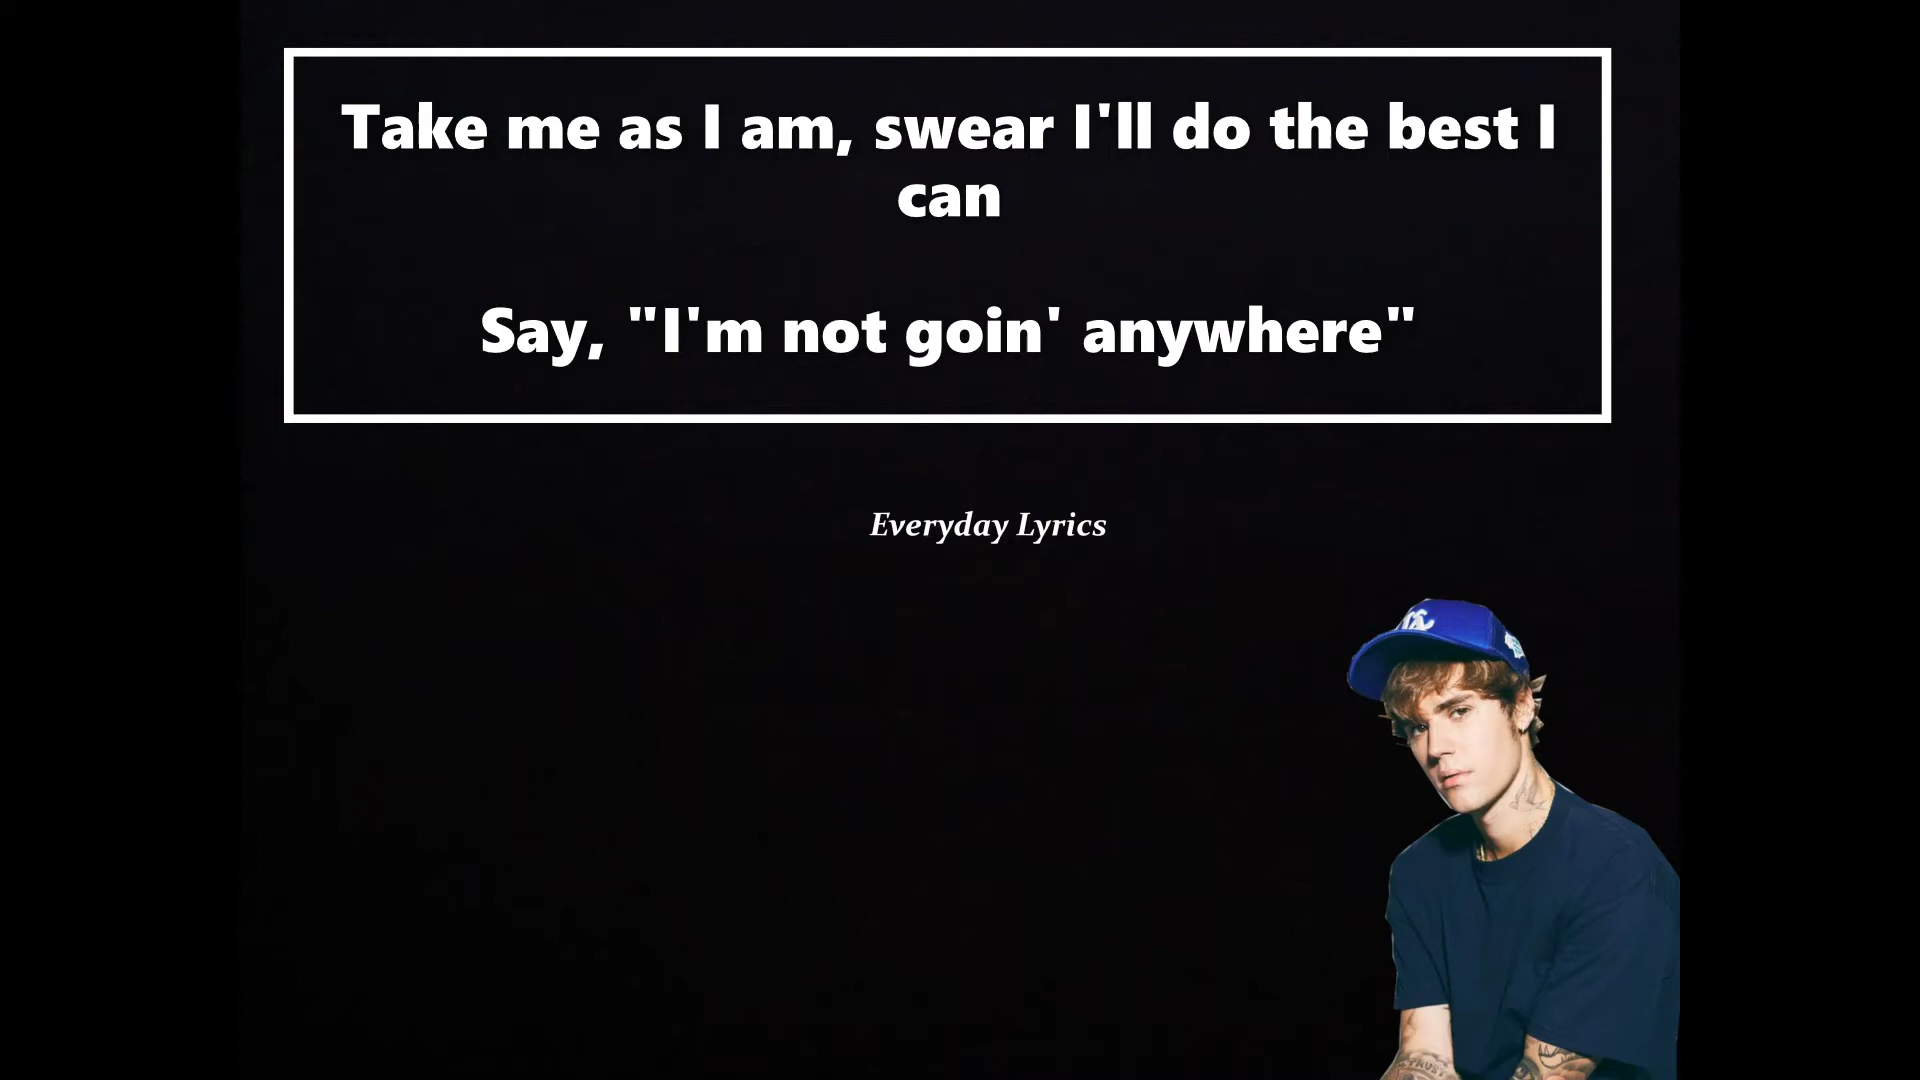 Take me as I am, swear I'll do the best I
can
Say, "I'm not goin' anywhere"
Everyday Lyrics